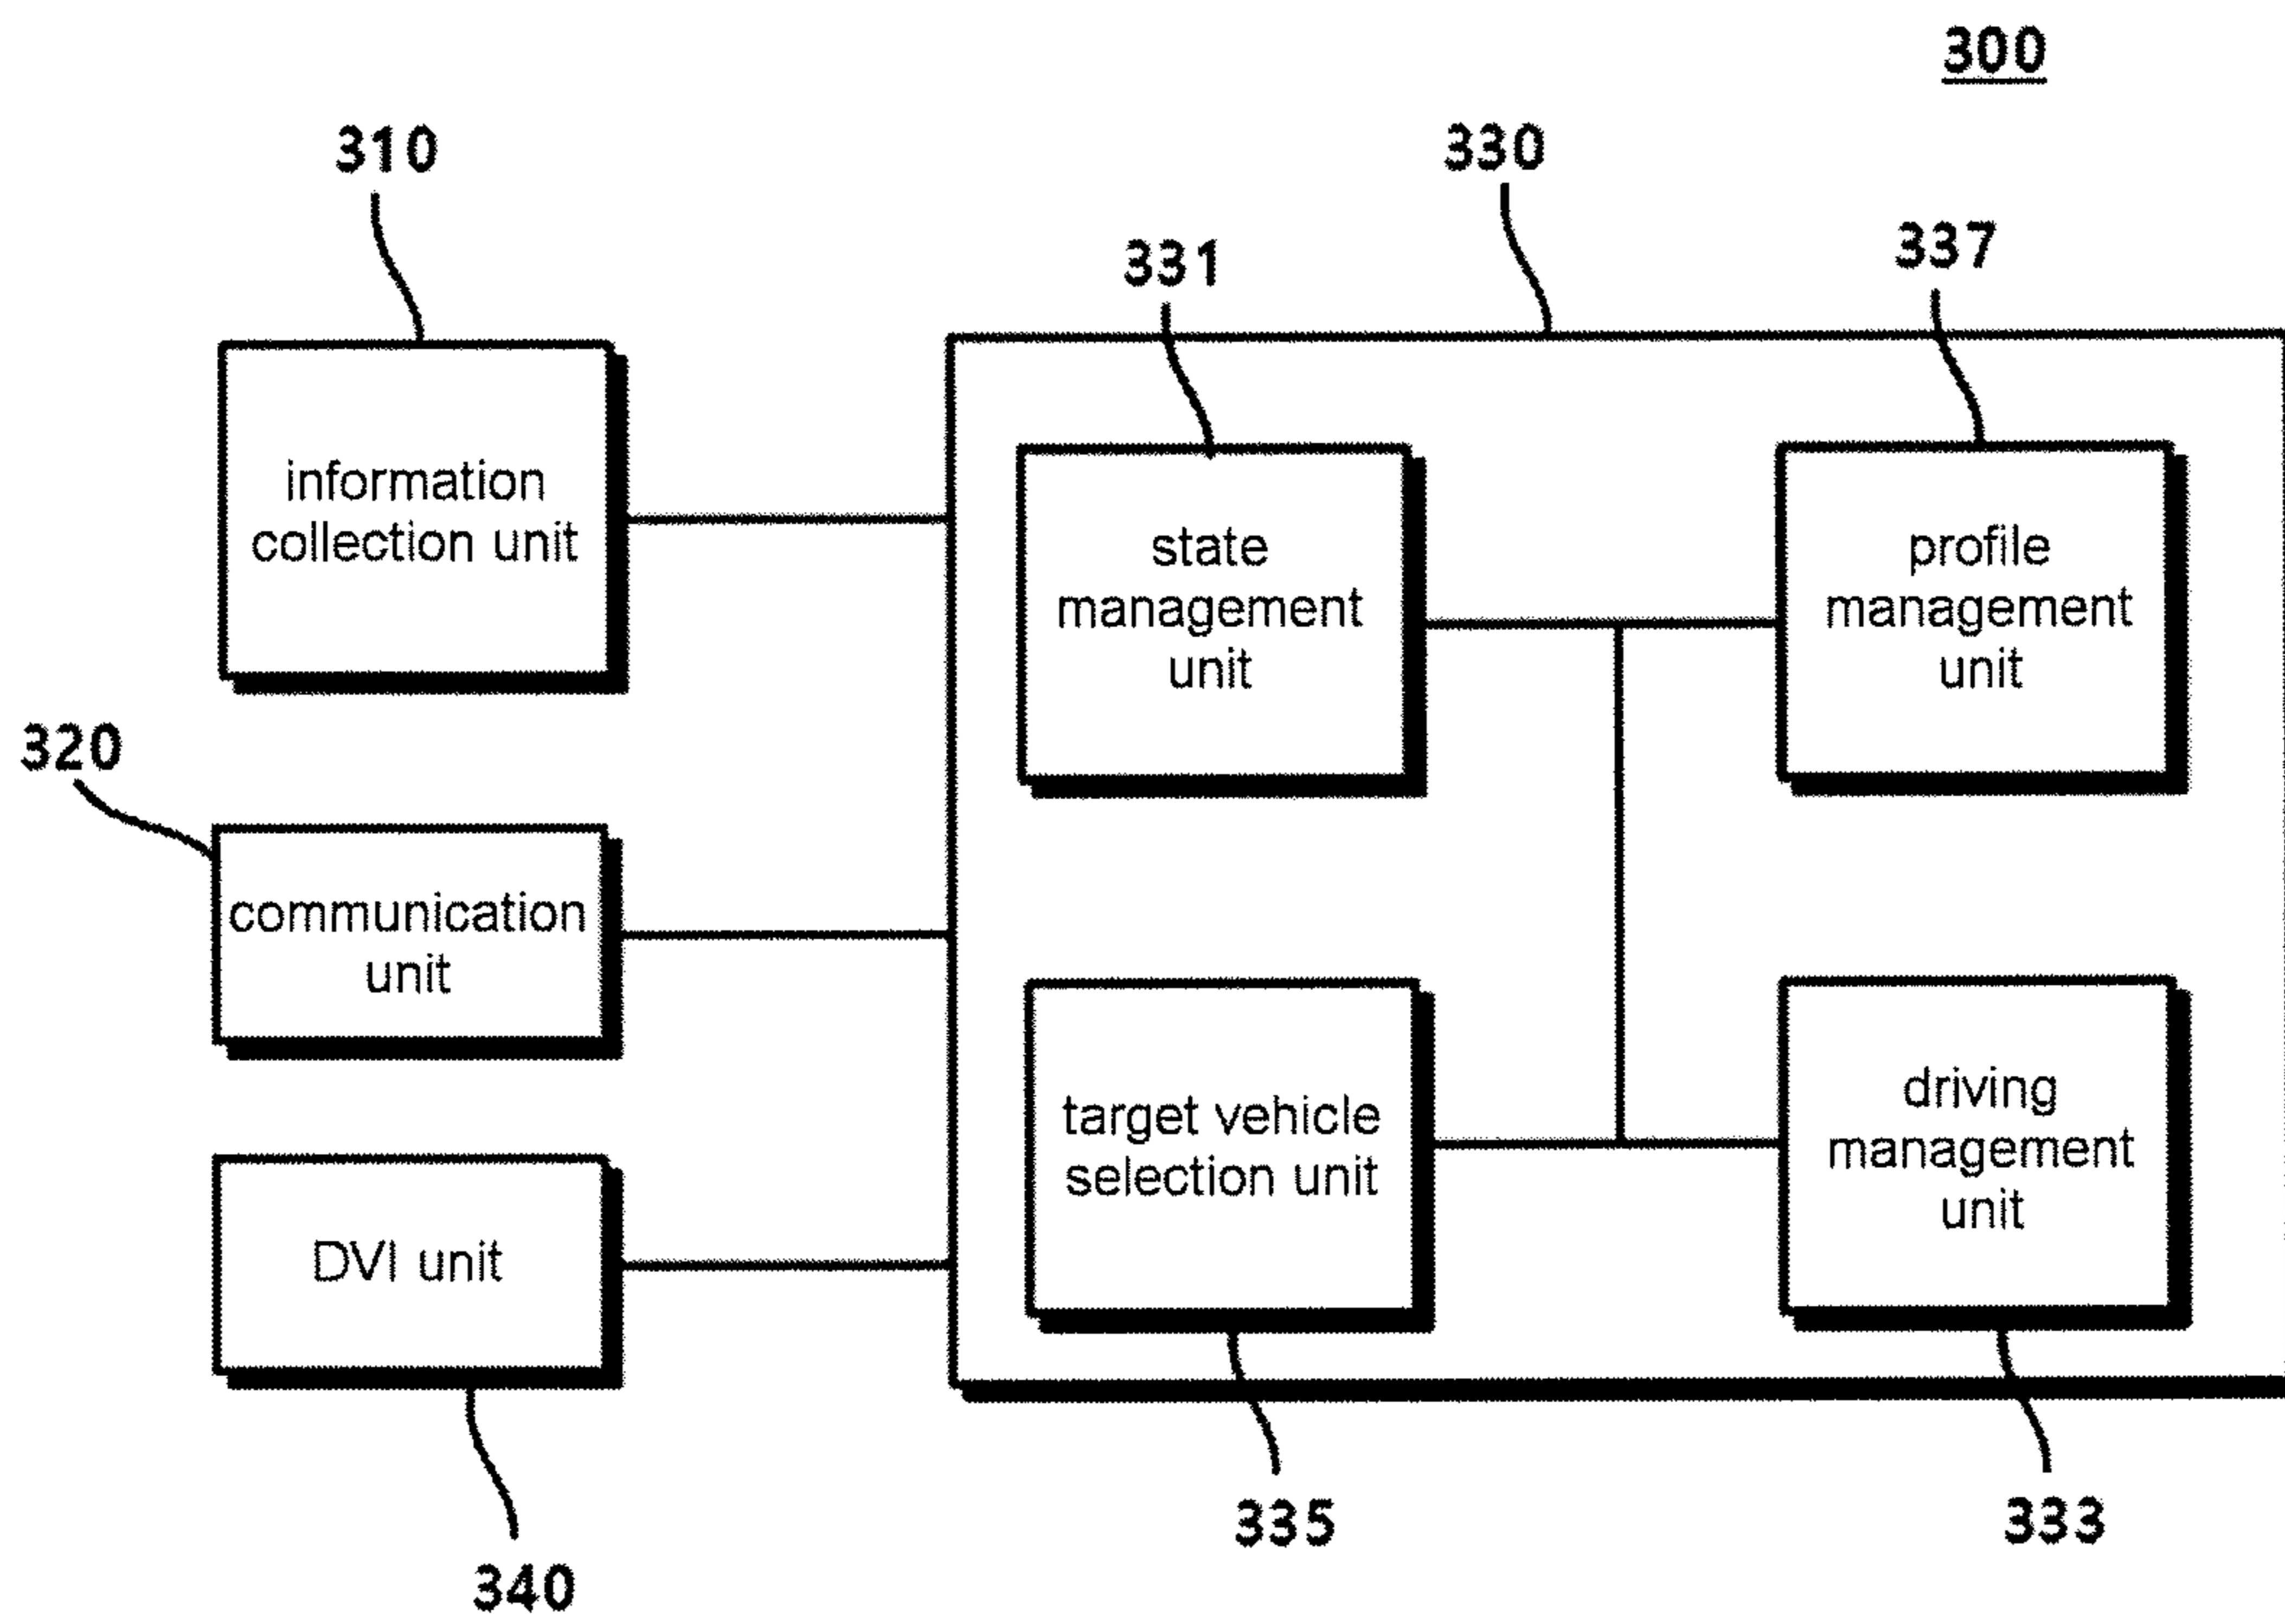 300
310
330
331
337
information
collection unit
state
management
unit
profile
management
unit
320
communication
unit
target vehicle
selection unit
driving
management
unit
DVI unit
335
333
340